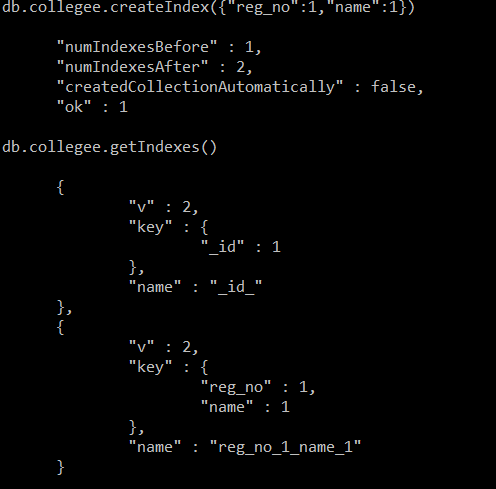 db.collegee.createIndex({"reg_no":1,"name":1})
"numIndexesBefore" : 1,
"numIndexesAfter" : 2,
"createdCollectionAutomatically" : false,
"ok" : 1
db.collegee.getIndexes()
{
"v" : 2,
"key" : {
"_id" : 1
},
"name" : "_id_"
},
{
"v" : 2,
"key" : {
"reg_no" : 1,
"name" : 1
},
"name" : "reg_no_1_name_1"
}